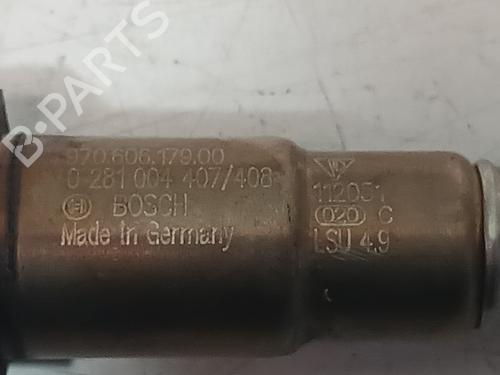 B-PARTS
970.606.179.00
0 281 004 407/408
BOSCH
Made In Germany
112051
020 C
LSU 4.9